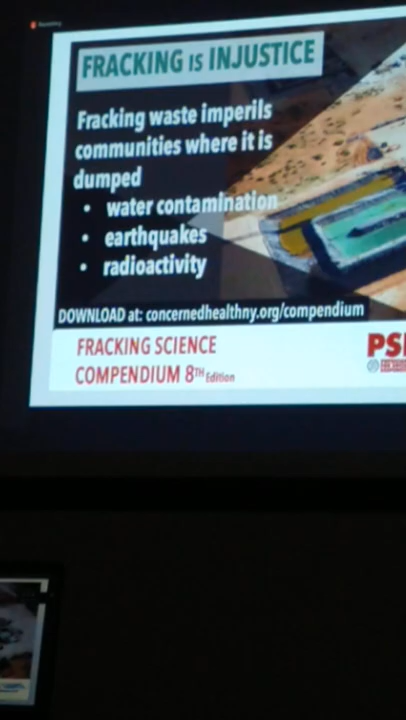 FRACKING IS INJUSTICE
Fracking waste imperils
communities where it is
dumped
• water contamination
• earthquakes
• radioactivity
DOWNLOAD at: concernedhealthny.org/compendium
FRACKING SCIENCE
COMPENDIUM 8TH Edition